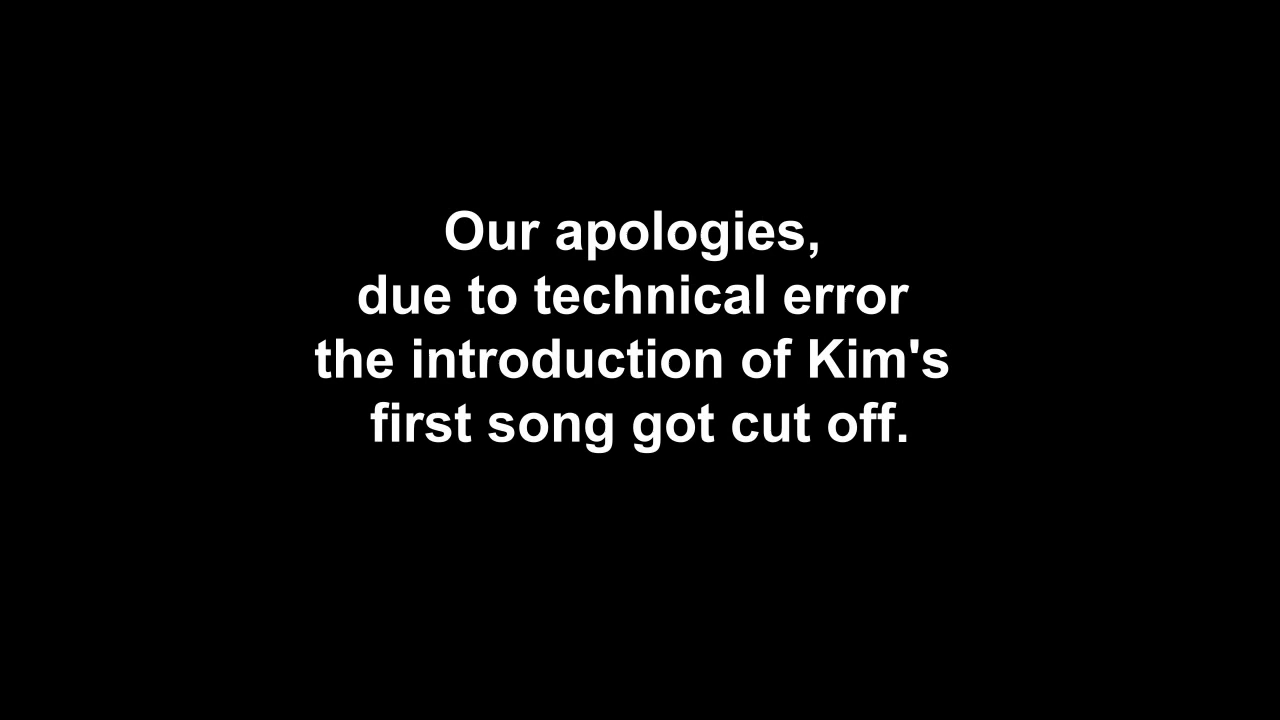 Our apologies,
due to technical error
the introduction of Kim's
first song got cut off.